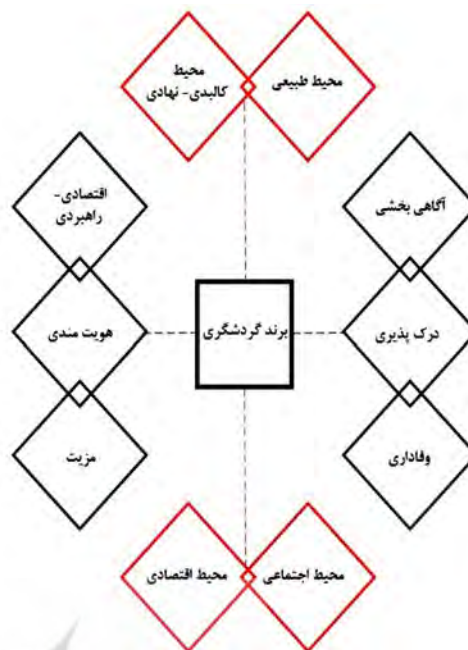 محیط طبیعی
محیط
کالبدی- نهادی
آگاهی بخشی
اقتصادی-
راهبردی
درک پذیری
برند گردشگری
هویت مندی
وفاداری
مزیت
محیط اجتماعی
محیط اقتصادی